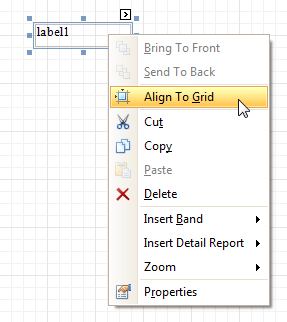 label1
Bring To Front
Send To Back
Align To Grid
Cut
Copy
Paste
Delete
Insert Band
Insert Detail Report
Zoom
Properties